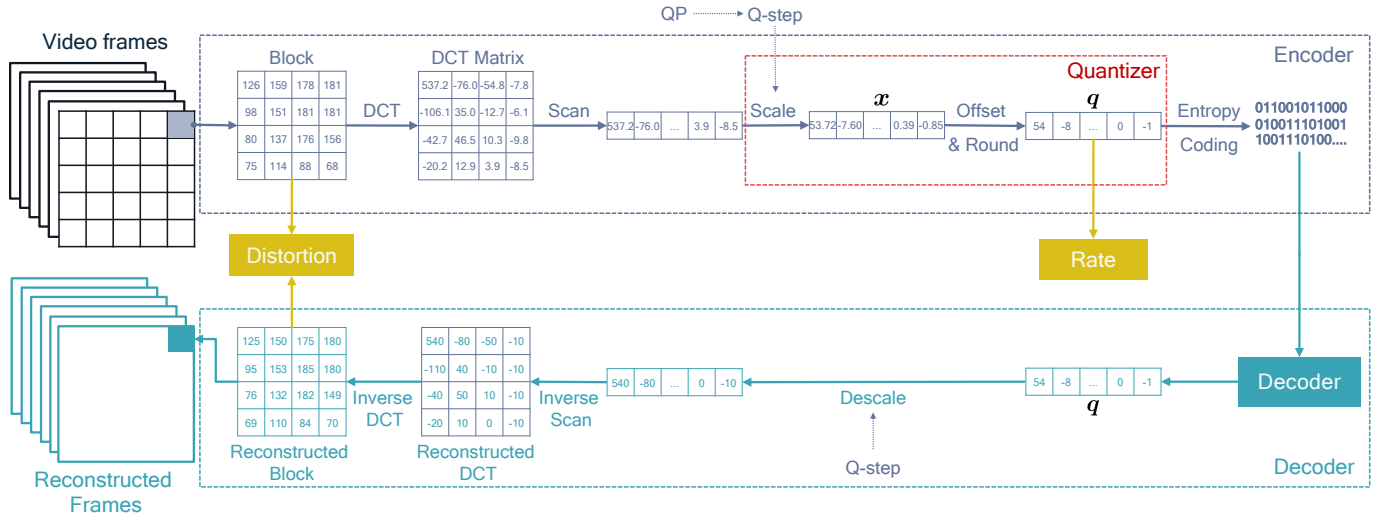 QP
Q-step
Video frames
Encoder
Block
DCT Matrix
Quantizer
126 159 178 181
98 151 181 181
80 137 176 156
75 114 88 68
DCT
537.2 -76.0 -54.8 -7.8
-106.1 35.0 -12.7 -6.1
-42.7 46.5 10.3 -9.8
-20.2 12.9 3.9 -8.5
Scan
537.2 -76.0 ... 3.9 -8.5
Scale
x
53.72 -7.60 ... 0.39 -0.85
Offset
& Round
q
54 -8 ... 0 -1
Entropy
Coding
011001011000
010011101001
1001110100....
Distortion
Rate
125 150 175 180
95 153 185 180
76 132 182 149
69 110 84 70
Reconstructed
Block
Inverse
DCT
540 -80 -50 -10
-110 40 -10 -10
-40 50 10 -10
-20 10 0 -10
Reconstructed
DCT
Inverse
Scan
540 -80 ... 0 -10
Descale
Q-step
54 -8 ... 0 -1
q
Decoder
Decoder
Reconstructed
Frames